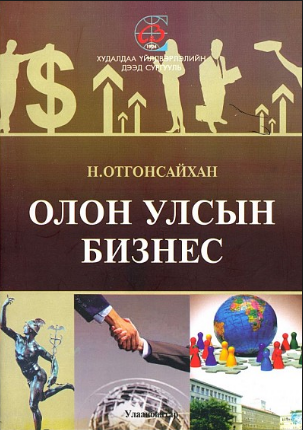 ХУДАЛДАА ҮЙЛДВЭРЛЭЛИЙН
ДЭЭД СУРГУУЛЬ
Н.ОТГОНСАЙХАН
ОЛОН УЛСЫН
БИЗНЕС
Улаанбаатар